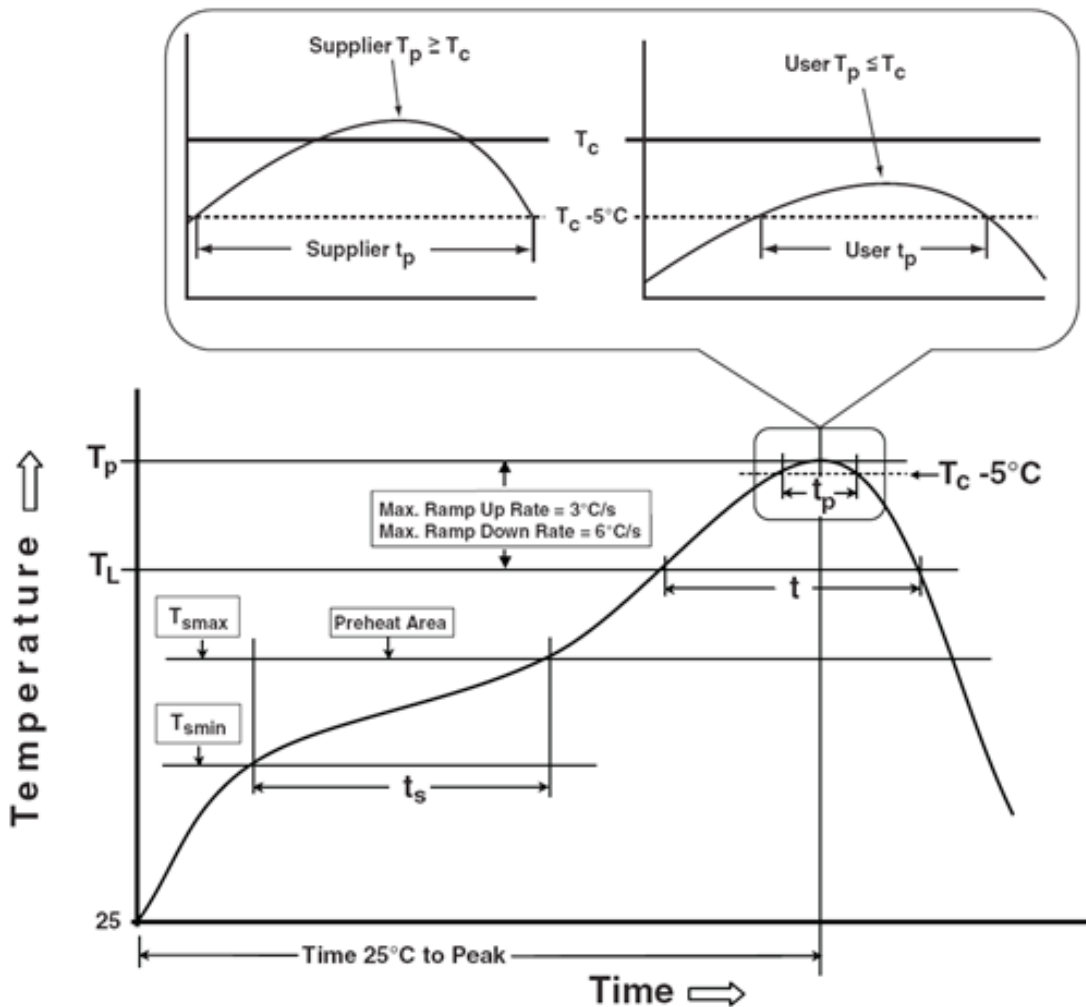 Supplier Tp ≥ Tc
User Tp ≤ Tc
Tc
Tc -5°C
Supplier tp
User tp
Tp
Tc -5°C
tp
Max. Ramp Up Rate = 3°C/s
Max. Ramp Down Rate = 6°C/s
TL
t
Tsmax
Preheat Area
Tsmin
ts
Temperature
25
Time 25°C to Peak
Time